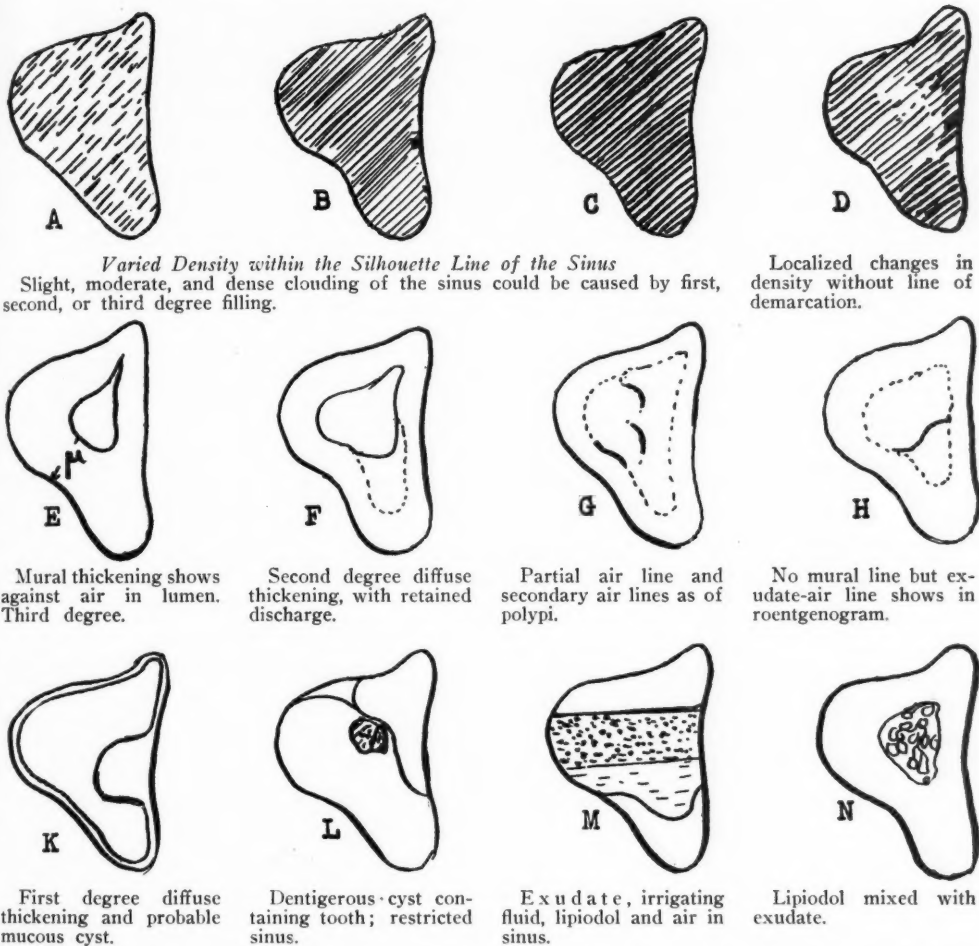 A
B
C
D
Varied Density within the Silhouette Line of the Sinus
Slight, moderate, and dense clouding of the sinus could be caused by first,
second, or third degree filling.
Localized changes in
density without line of
demarcation.
μ
E
F
G
H
Mural thickening shows
against air in lumen.
Third degree.
Second degree diffuse
thickening, with retained
discharge.
Partial air line and
secondary air lines as of
polypi.
No mural line but ex-
udate-air line shows in
roentgenogram.
K
L
M
N
First degree diffuse
thickening and probable
mucous cyst.
Dentigerous cyst con-
taining tooth; restricted
sinus.
Exudate, irrigating
fluid, lipiodol and air in
sinus.
Lipiodol mixed with
exudate.